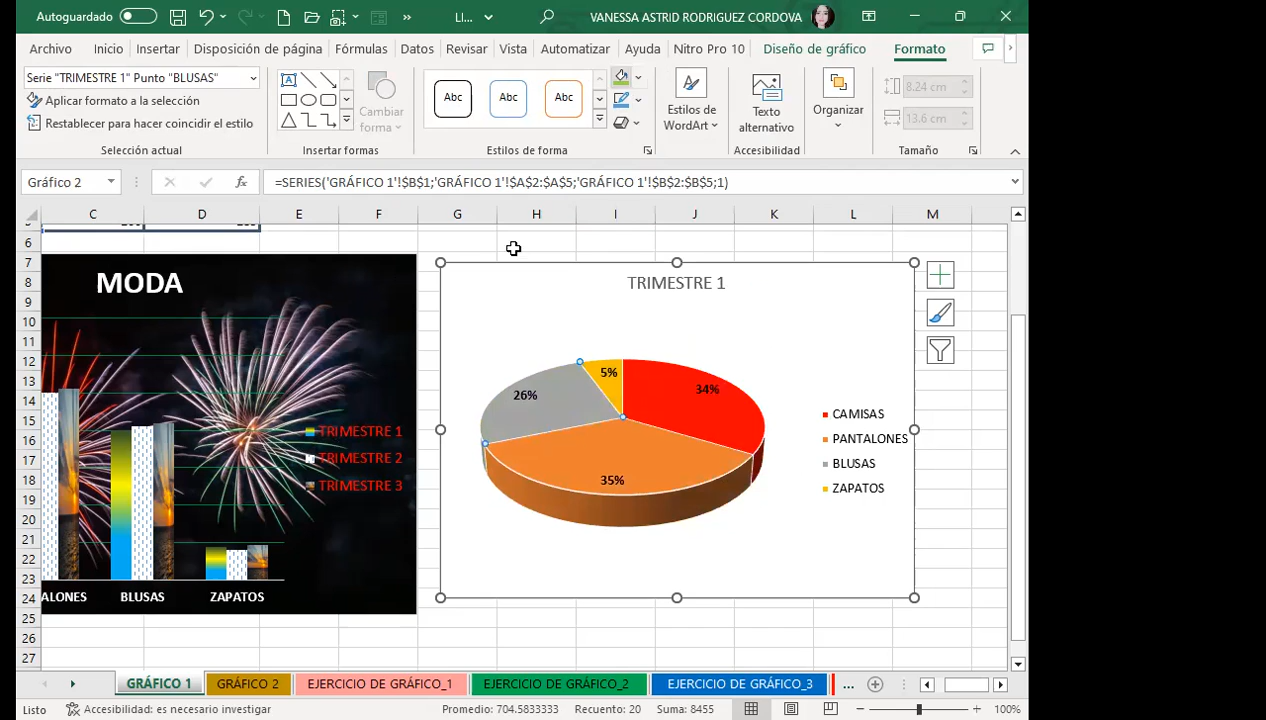 Autoguardado
LI...
VANESSA ASTRID RODRIGUEZ CORDOVA
Archivo Inicio Insertar Disposición de página Fórmulas Datos Revisar Vista Automatizar Ayuda Nitro Pro 10 Diseño de gráfico Formato
Serie "TRIMESTRE 1" Punto "BLUSAS"
Aplicar formato a la selección
Restablecer para hacer coincidir el estilo
Selección actual
Cambiar
forma
Insertar formas
Abc Abc Abc
Estilos de forma
Estilos de
WordArt
Texto
alternativo
Accesibilidad
Organizar
8.24 cm
13.6 cm
Tamaño
Gráfico 2
fx
=SERIES('GRÁFICO 1'!$B$1;'GRÁFICO 1'!$A$2:$A$5;'GRÁFICO 1'!$B$2:$B$5;1)
C D E F G H I J K L M
6
7
8
9
10
11
12
13
14
15
16
17
18
19
20
21
22
23
24
25
26
27
MODA
TRIMESTRE 1
TRIMESTRE 2
TRIMESTRE 3
ALONES BLUSAS ZAPATOS
TRIMESTRE 1
5%
34%
26%
35%
CAMISAS
PANTALONES
BLUSAS
ZAPATOS
GRÁFICO 1 GRÁFICO 2 EJERCICIO DE GRÁFICO_1 EJERCICIO DE GRÁFICO_2 EJERCICIO DE GRÁFICO_3 ...
Listo Accesibilidad: es necesario investigar Promedio: 704.5833333 Recuento: 20 Suma: 8455 100%